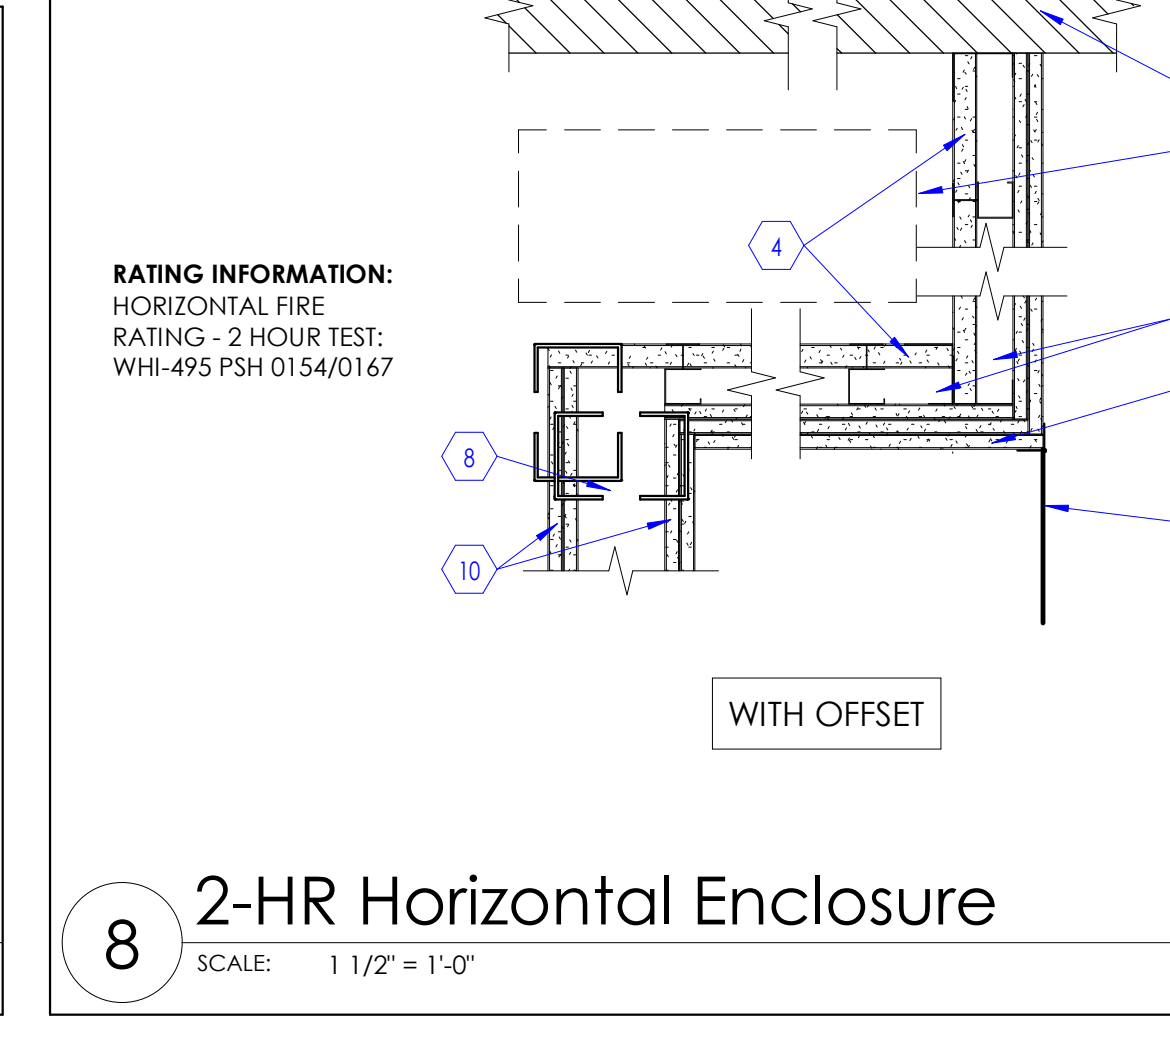 RATING INFORMATION:
HORIZONTAL FIRE
RATING - 2 HOUR TEST:
WHI-495 PSH 0154/0167
4
8
10
WITH OFFSET
8
2-HR Horizontal Enclosure
SCALE: 1 1/2" = 1'-0"